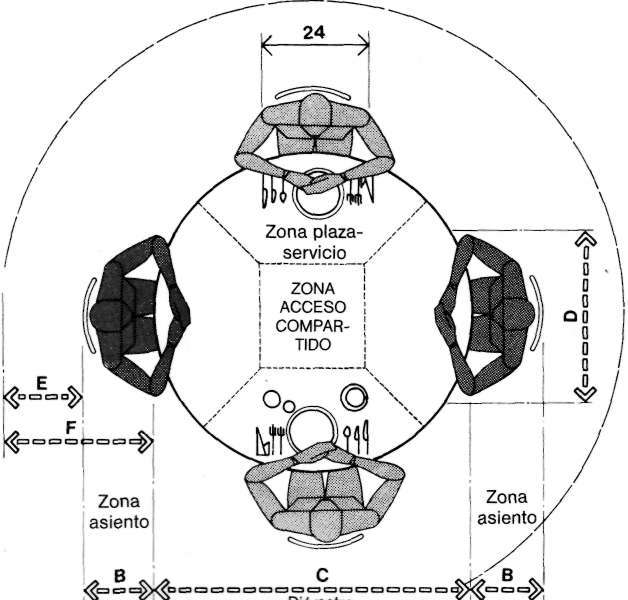 24
Zona plaza-
servicio
ZONA
ACCESO
COMPAR-
TIDO
D
E
F
Zona
asiento
Zona
asiento
B
C
B